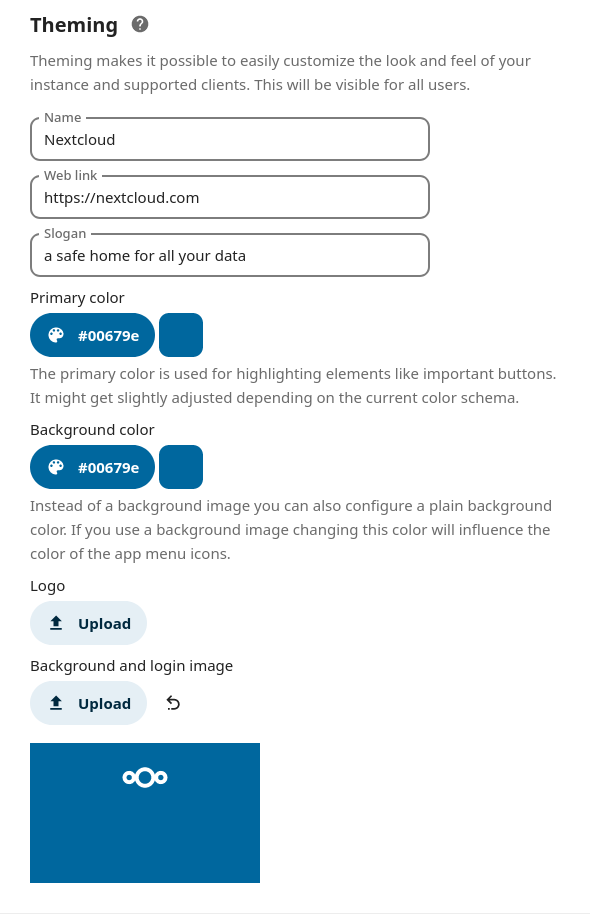 Theming
Theming makes it possible to easily customize the look and feel of your
instance and supported clients. This will be visible for all users.
Name
Nextcloud
Web link
https://nextcloud.com
Slogan
a safe home for all your data
Primary color
#00679e
The primary color is used for highlighting elements like important buttons.
It might get slightly adjusted depending on the current color schema.
Background color
#00679e
Instead of a background image you can also configure a plain background
color. If you use a background image changing this color will influence the
color of the app menu icons.
Logo
Upload
Background and login image
Upload